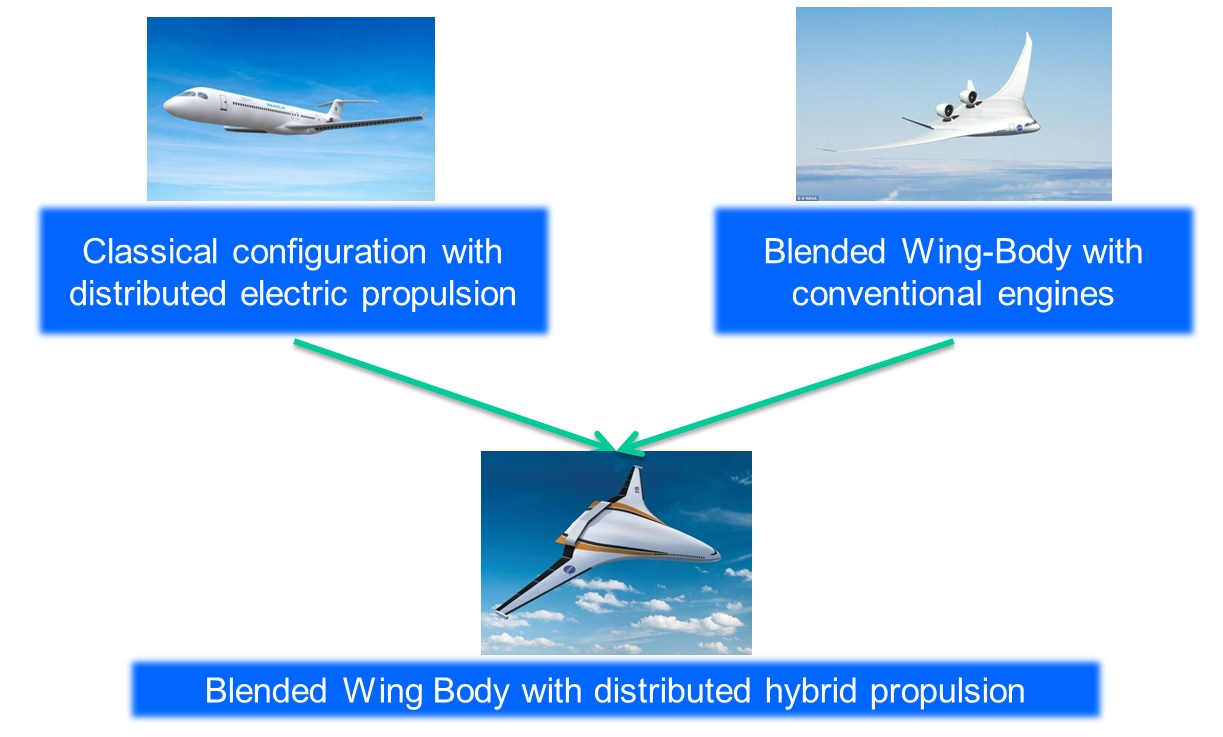 Classical configuration with
distributed electric propulsion
Blended Wing-Body with
conventional engines
Blended Wing Body with distributed hybrid propulsion